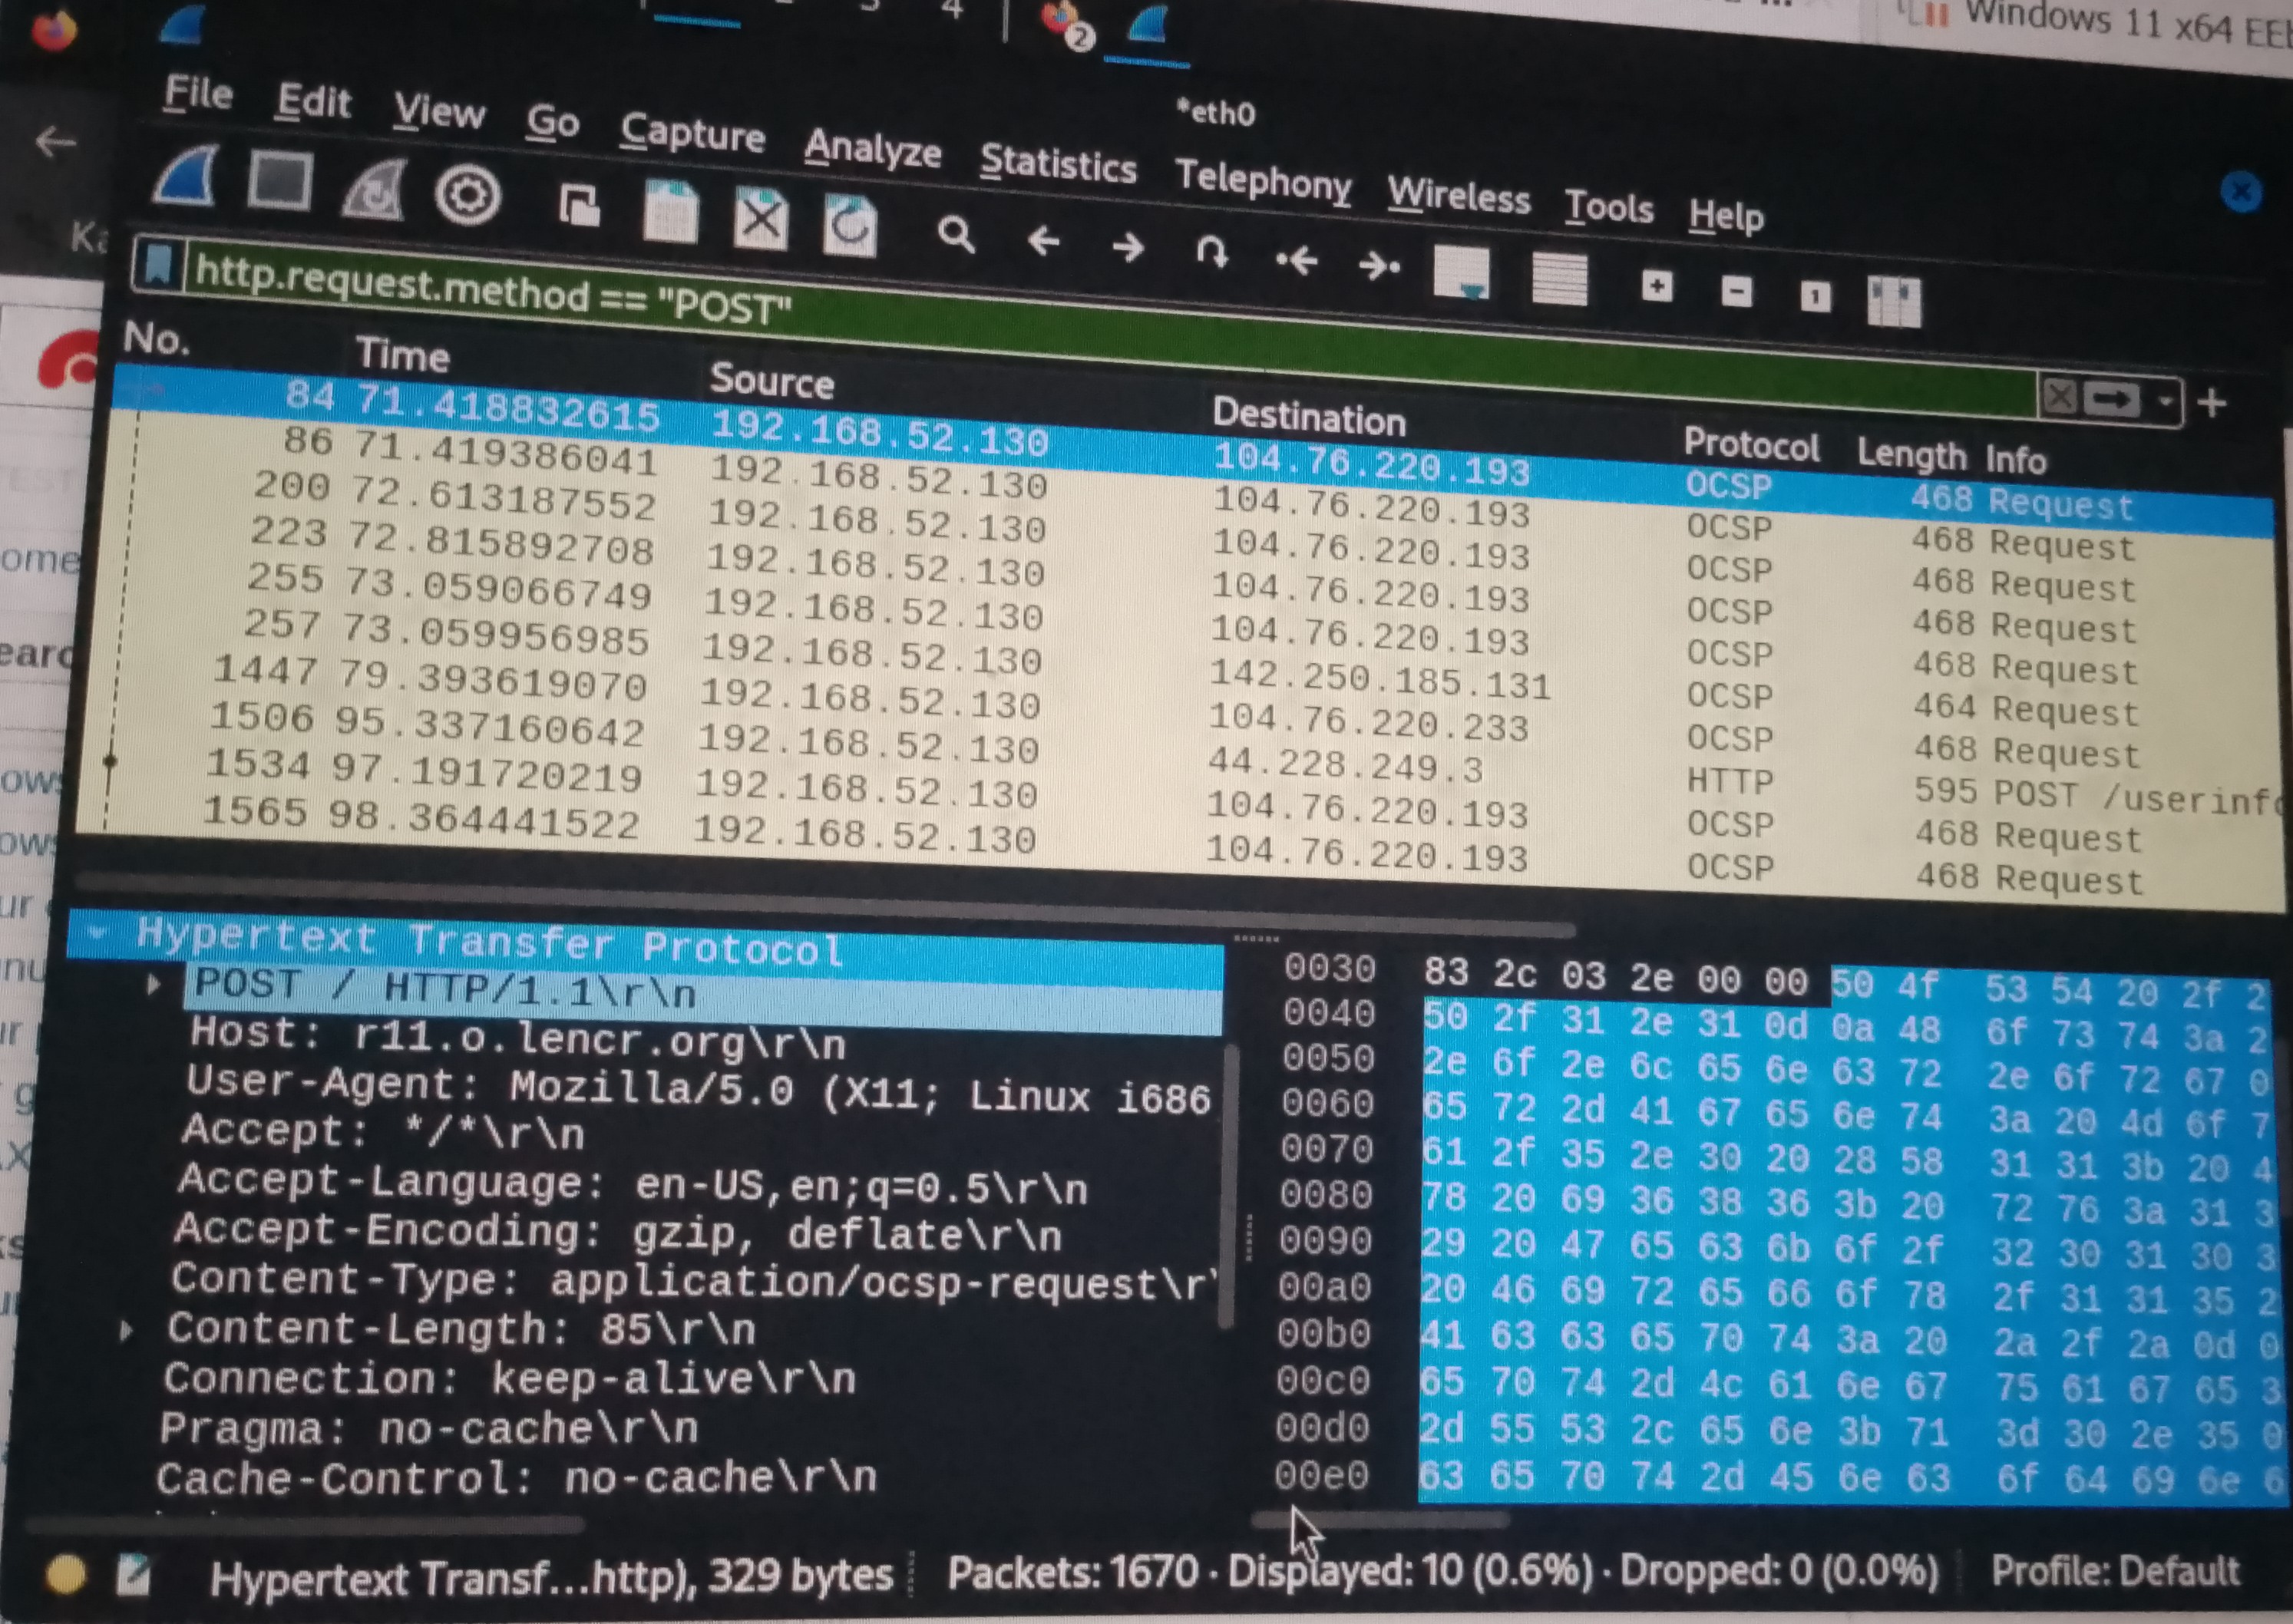 2 3 4 2 Windows 11 x64
*eth0
File Edit View Go Capture Analyze Statistics Telephony Wireless Tools Help
http.request.method == "POST"
No. Time Source Destination Protocol Length Info
84 71.418832615 192.168.52.130 104.76.220.193 OCSP 468 Request
86 71.419386041 192.168.52.130 104.76.220.193 OCSP 468 Request
200 72.613187552 192.168.52.130 104.76.220.193 OCSP 468 Request
223 72.815892708 192.168.52.130 104.76.220.193 OCSP 468 Request
255 73.059066749 192.168.52.130 104.76.220.193 OCSP 468 Request
257 73.059956985 192.168.52.130 142.250.185.131 OCSP 464 Request
1447 79.393619070 192.168.52.130 104.76.220.233 OCSP 468 Request
1506 95.337160642 192.168.52.130 44.228.249.3 HTTP 595 POST /userinfo
1534 97.191720219 192.168.52.130 104.76.220.193 OCSP 468 Request
1565 98.364441522 192.168.52.130 104.76.220.193 OCSP 468 Request
Hypertext Transfer Protocol
POST / HTTP/1.1\r\n
Host: r11.o.lencr.org\r\n
User-Agent: Mozilla/5.0 (X11; Linux i686
Accept: */*\r\n
Accept-Language: en-US,en;q=0.5\r\n
Accept-Encoding: gzip, deflate\r\n
Content-Type: application/ocsp-request\r\
Content-Length: 85\r\n
Connection: keep-alive\r\n
Pragma: no-cache\r\n
Cache-Control: no-cache\r\n
0030 83 2c 03 2e 00 00 50 4f 53 54 20 2f 2
0040 50 2f 31 2e 31 0d 0a 48 6f 73 74 3a 2
0050 2e 6f 2e 6c 65 6e 63 72 2e 6f 72 67 0
0060 65 72 2d 41 67 65 6e 74 3a 20 4d 6f 7
0070 61 2f 35 2e 30 20 28 58 31 31 3b 20 4
0080 78 20 69 36 38 36 3b 20 72 76 3a 31 3
0090 29 20 47 65 63 6b 6f 2f 32 30 31 30 3
00a0 20 46 69 72 65 66 6f 78 2f 31 31 35 2
00b0 41 63 63 65 70 74 3a 20 2a 2f 2a 0d 0
00c0 65 70 74 2d 4c 61 6e 67 75 61 67 65 3
00d0 2d 55 53 2c 65 6e 3b 71 3d 30 2e 35 0
00e0 63 65 70 74 2d 45 6e 63 6f 64 69 6e 6
Hypertext Transf...http), 329 bytes Packets: 1670 · Displayed: 10 (0.6%) · Dropped: 0 (0.0%) Profile: Default